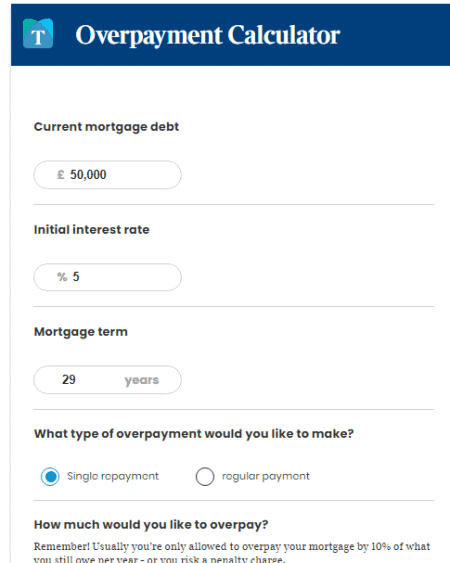 T Overpayment Calculator
Current mortgage debt
£ 50,000
Initial interest rate
% 5
Mortgage term
29 years
What type of overpayment would you like to make?
Single repayment regular payment
How much would you like to overpay?
Remember! Usually you're only allowed to overpay your mortgage by 10% of what
you still owe per year - or you risk a penalty charge.